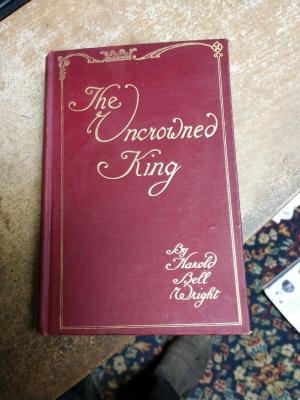 The
Uncrowned
King
By
Harold
Bell
Wright